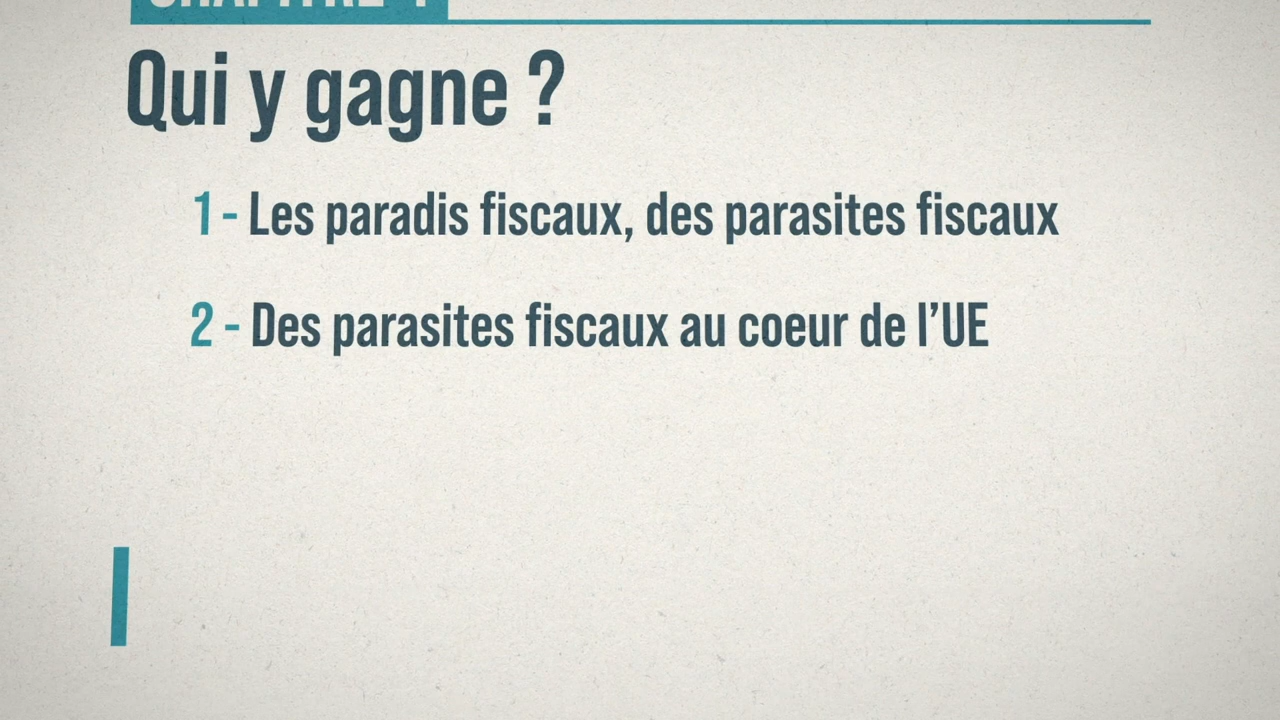 Qui y gagne ?
1 - Les paradis fiscaux, des parasites fiscaux
2 - Des parasites fiscaux au coeur de l’UE